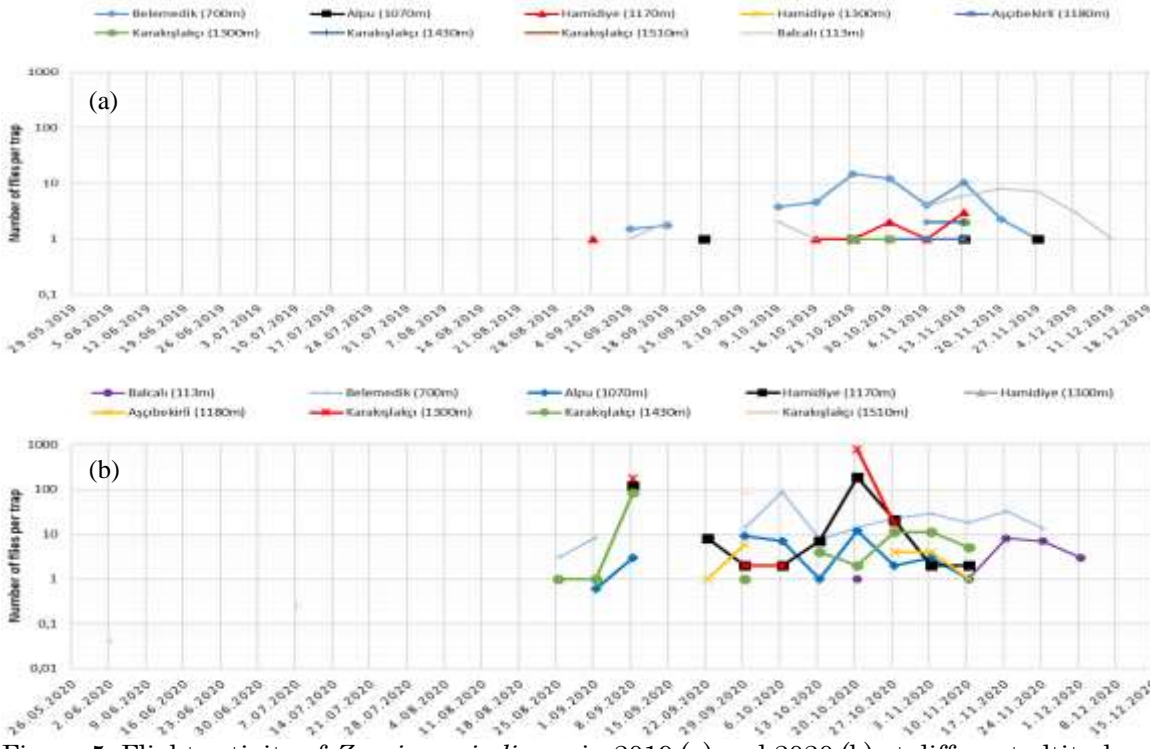 Belemedik (700m) Alpu (1070m) Hamidiye (1170m) Hamidiye (1300m) Aşçıbekirli (1180m)
Karakışlakçı (1300m) Karakışlakçı (1430m) Karakışlakçı (1510m) Balcalı (113m)
1000
(a)
100
10
1
0,1
Number of flies per trap
29.05.2019 5.06.2019 12.06.2019 19.06.2019 26.06.2019 3.07.2019 10.07.2019 17.07.2019 24.07.2019 31.07.2019 7.08.2019 14.08.2019 21.08.2019 28.08.2019 4.09.2019 11.09.2019 18.09.2019 25.09.2019 2.10.2019 9.10.2019 16.10.2019 23.10.2019 30.10.2019 6.11.2019 13.11.2019 20.11.2019 27.11.2019 4.12.2019 11.12.2019 18.12.2019
Balcalı (113m) Belemedik (700m) Alpu (1070m) Hamidiye (1170m) Hamidiye (1300m)
Aşçıbekirli (1180m) Karakışlakçı (1300m) Karakışlakçı (1430m) Karakışlakçı (1510m)
1000
(b)
100
10
1
0,1
0,01
Number of flies per trap
26.05.2020 2.06.2020 9.06.2020 16.06.2020 23.06.2020 30.06.2020 7.07.2020 14.07.2020 21.07.2020 28.07.2020 4.08.2020 11.08.2020 18.08.2020 25.08.2020 1.09.2020 8.09.2020 15.09.2020 22.09.2020 29.09.2020 6.10.2020 13.10.2020 20.10.2020 27.10.2020 3.11.2020 10.11.2020 17.11.2020 24.11.2020 1.12.2020 8.12.2020 15.12.2020